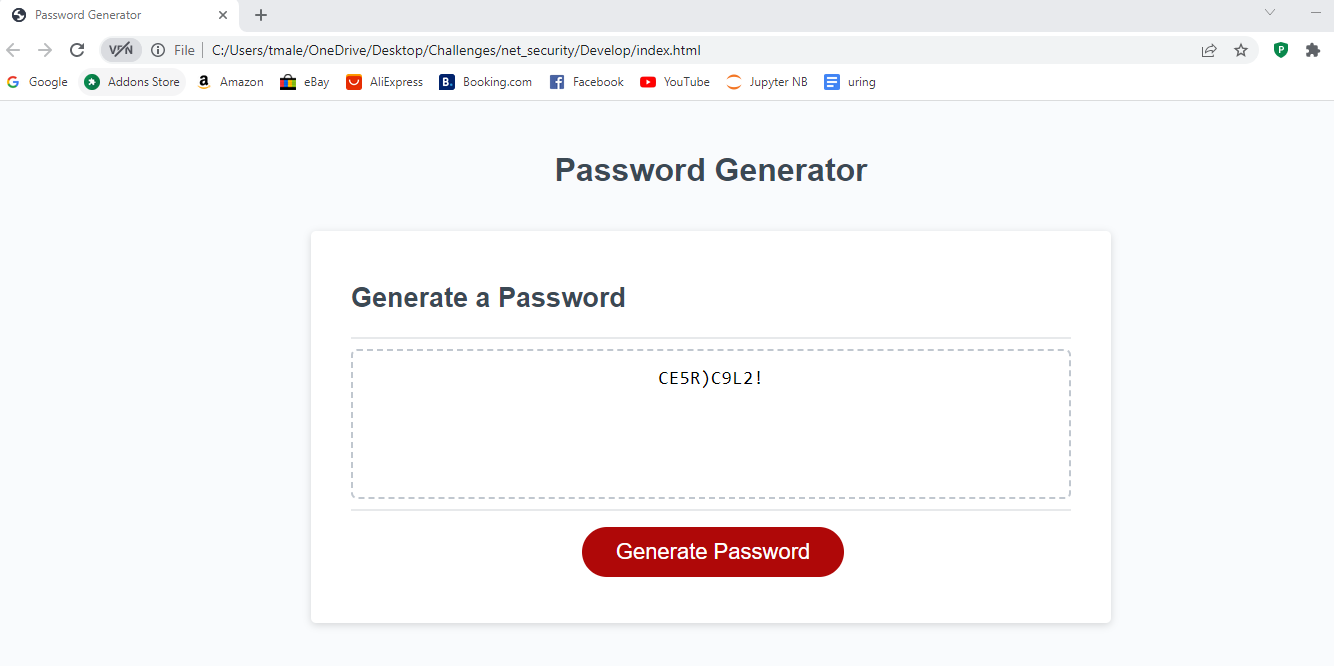 Password Generator
VPN File C:/Users/tmale/OneDrive/Desktop/Challenges/net_security/Develop/index.html P
Google Addons Store a Amazon eBay AliExpress B. Booking.com Facebook YouTube Jupyter NB uring
Password Generator
Generate a Password
CE5R)C9L2!
Generate Password